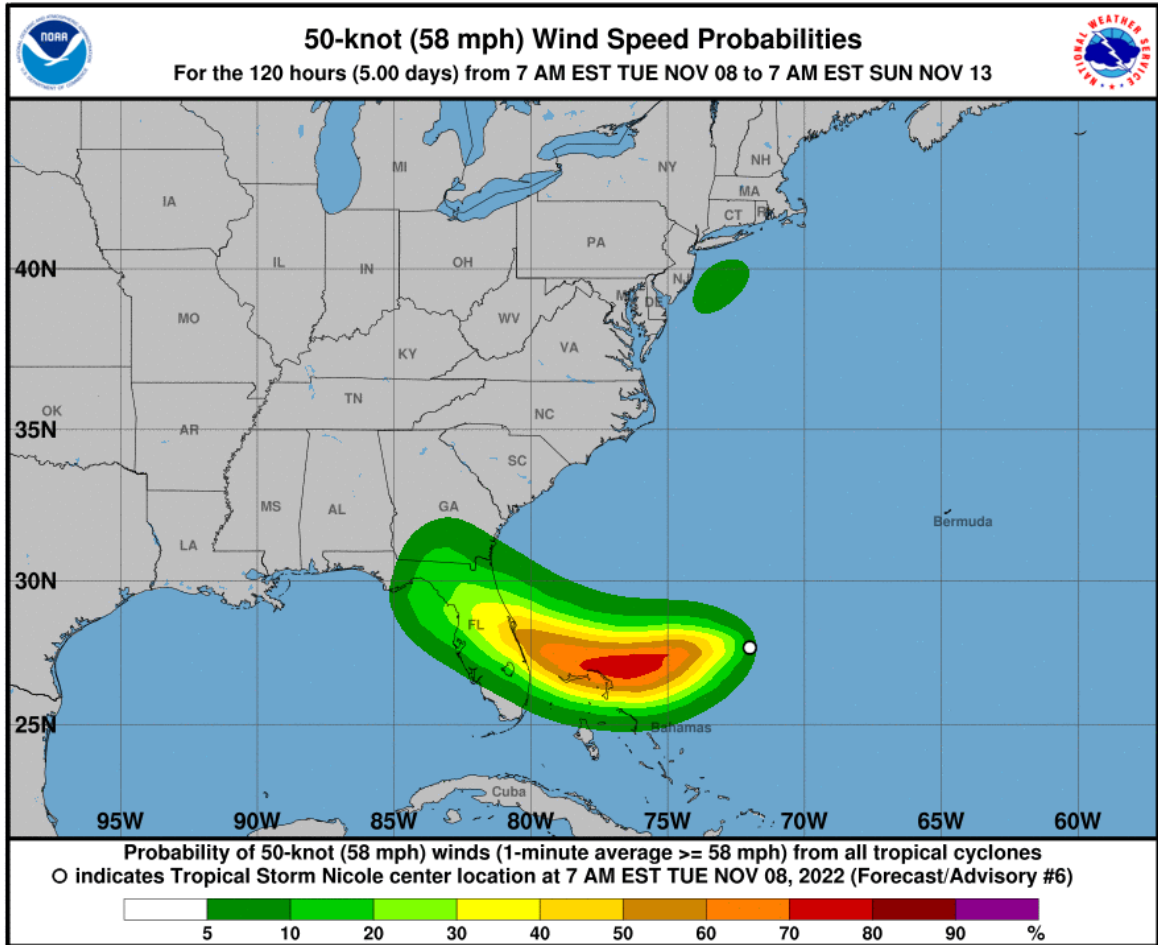 50-knot (58 mph) Wind Speed Probabilities
For the 120 hours (5.00 days) from 7 AM EST TUE NOV 08 to 7 AM EST SUN NOV 13
NOAA
NATIONAL WEATHER SERVICE
MI
NY
NH
IA
MA
CT
RI
PA
IL
IN
OH
40N
NJ
DE
MO
WV
VA
KY
TN
OK
NC
AR
35N
SC
MS
AL
GA
Bermuda
LA
30N
FL
25N
Bahamas
Cuba
95W 90W 85W 80W 75W 70W 65W 60W
Probability of 50-knot (58 mph) winds (1-minute average >= 58 mph) from all tropical cyclones
O indicates Tropical Storm Nicole center location at 7 AM EST TUE NOV 08, 2022 (Forecast/Advisory #6)
5 10 20 30 40 50 60 70 80 90 %